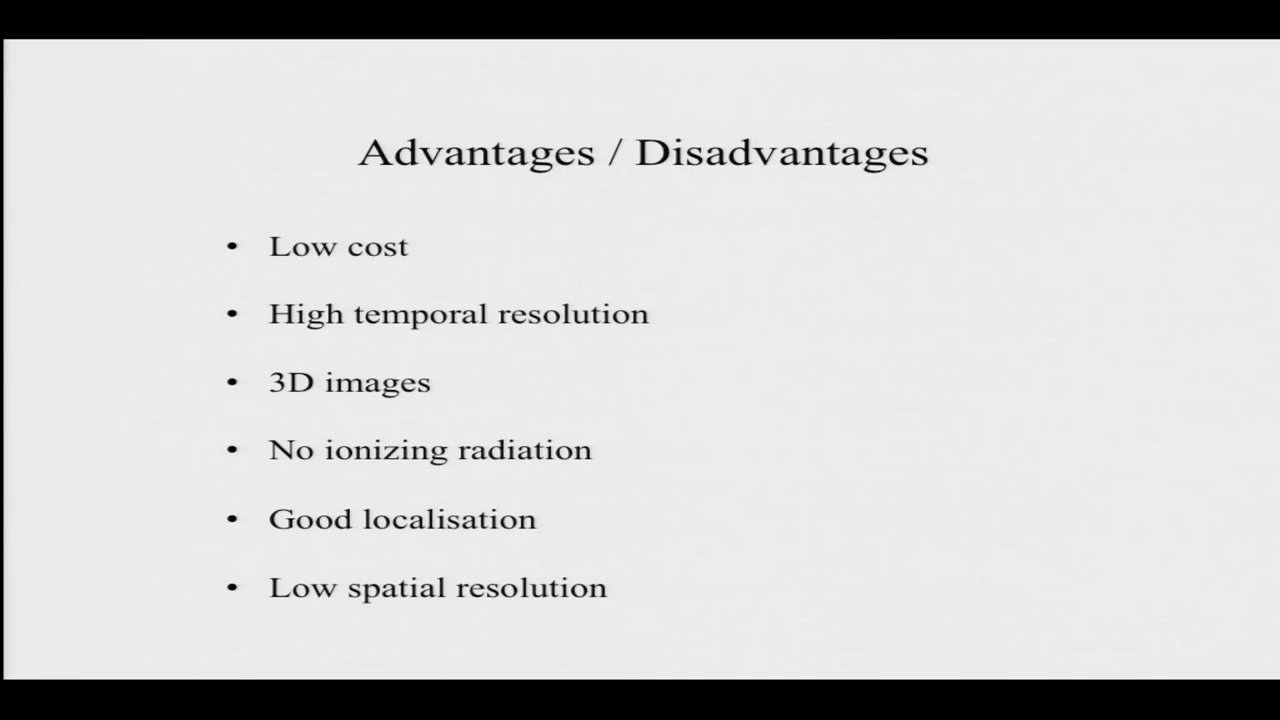 Advantages / Disadvantages
• Low cost
• High temporal resolution
• 3D images
• No ionizing radiation
• Good localisation
• Low spatial resolution